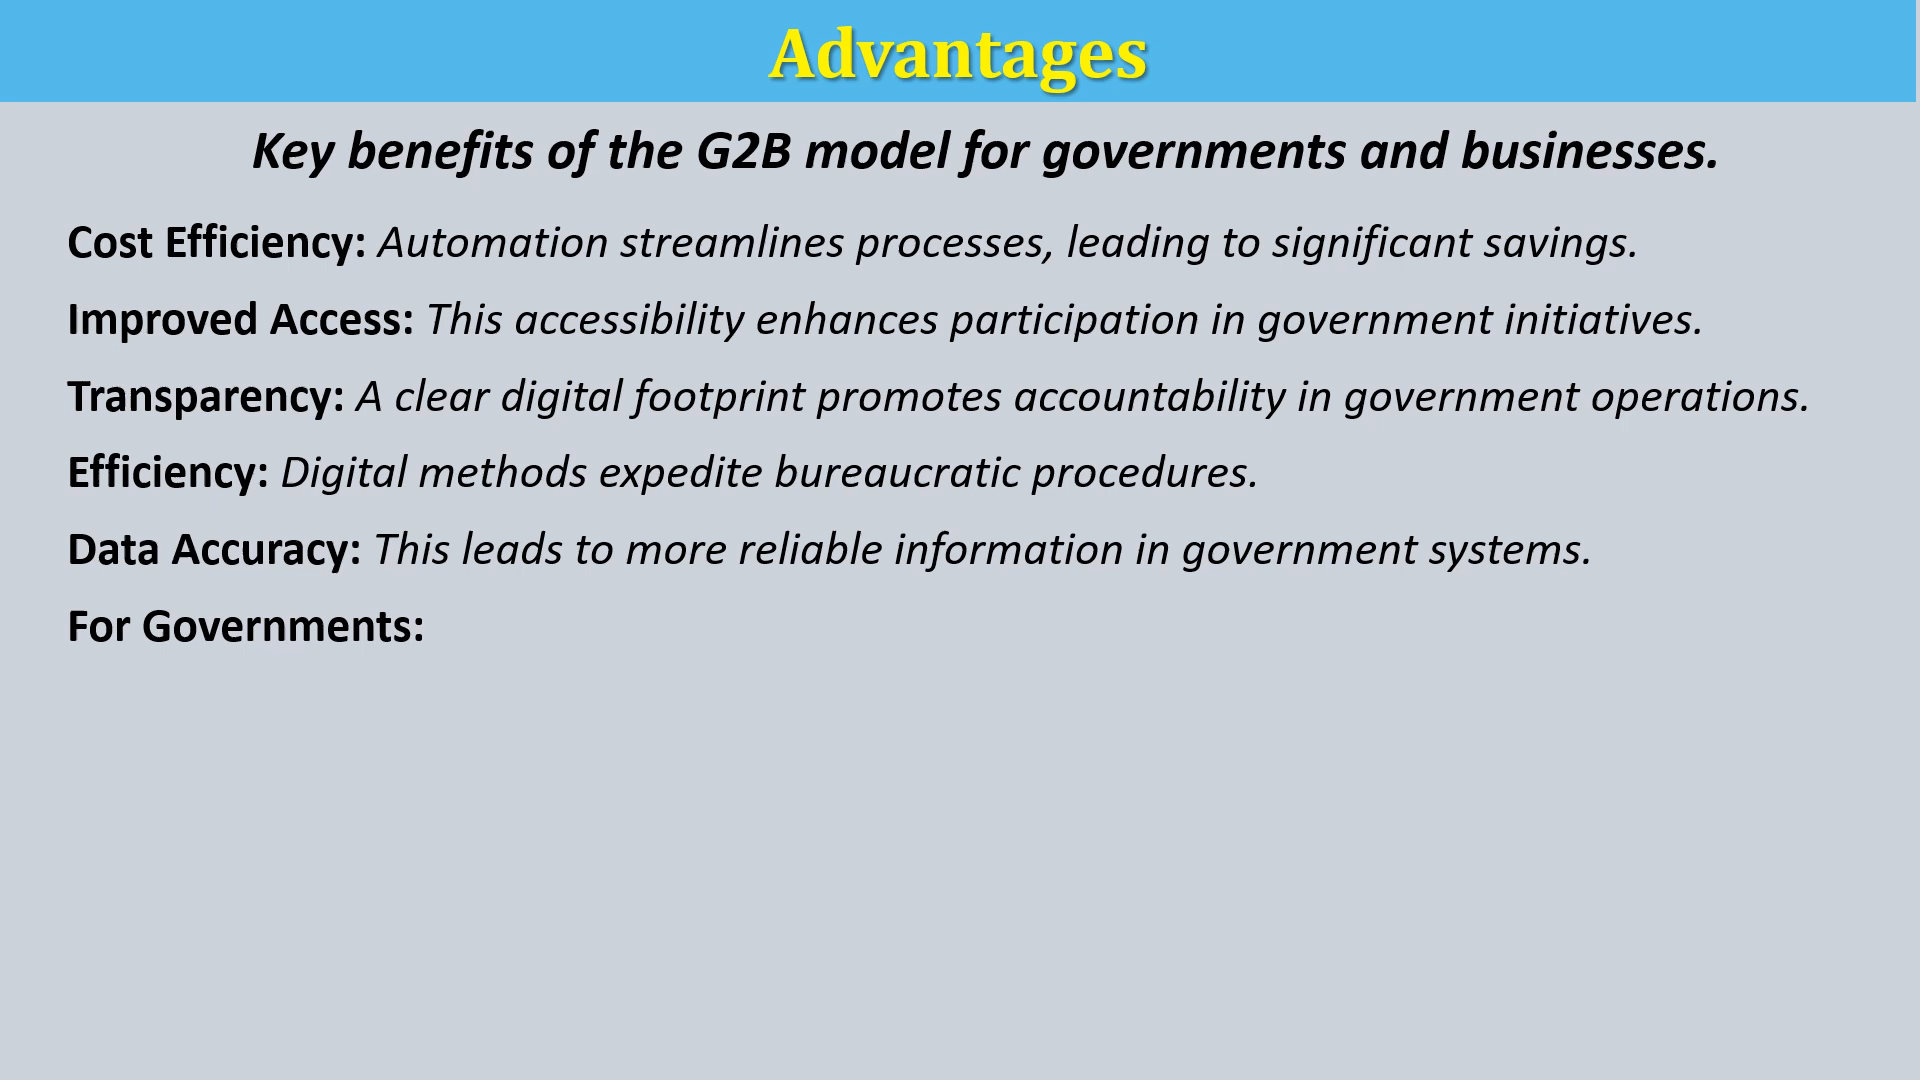 Advantages
Key benefits of the G2B model for governments and businesses.
Cost Efficiency: Automation streamlines processes, leading to significant savings.
Improved Access: This accessibility enhances participation in government initiatives.
Transparency: A clear digital footprint promotes accountability in government operations.
Efficiency: Digital methods expedite bureaucratic procedures.
Data Accuracy: This leads to more reliable information in government systems.
For Governments: